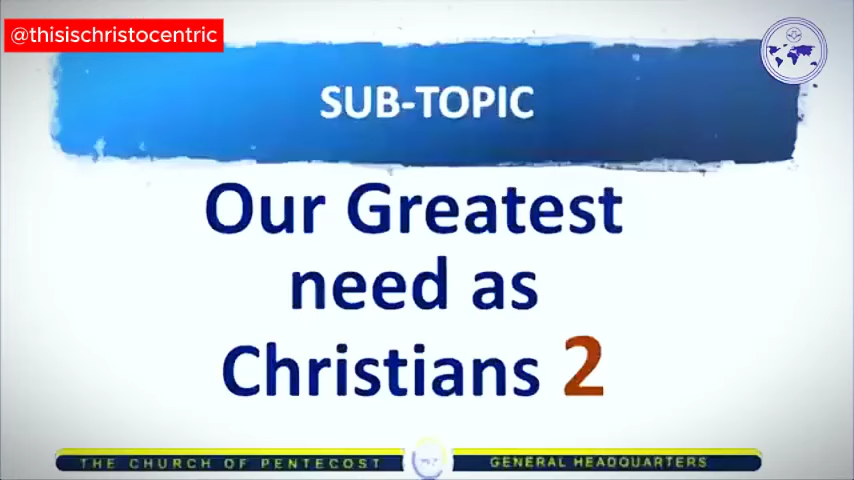 @thisischristocentric
SUB-TOPIC
Our Greatest
need as
Christians 2
THE CHURCH OF PENTECOST
GENERAL HEADQUARTERS